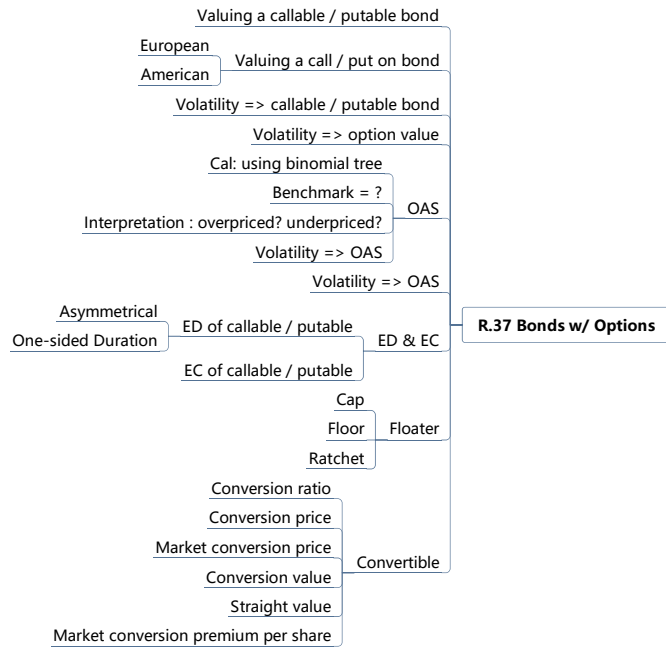 Valuing a callable / putable bond
European
Valuing a call / put on bond
American
Volatility => callable / putable bond
Volatility => option value
Cal: using binomial tree
Benchmark = ?
OAS
Interpretation : overpriced? underpriced?
Volatility => OAS
Volatility => OAS
Asymmetrical
ED of callable / putable
One-sided Duration
ED & EC
EC of callable / putable
R.37 Bonds w/ Options
Cap
Floor
Floater
Ratchet
Conversion ratio
Conversion price
Market conversion price
Convertible
Conversion value
Straight value
Market conversion premium per share